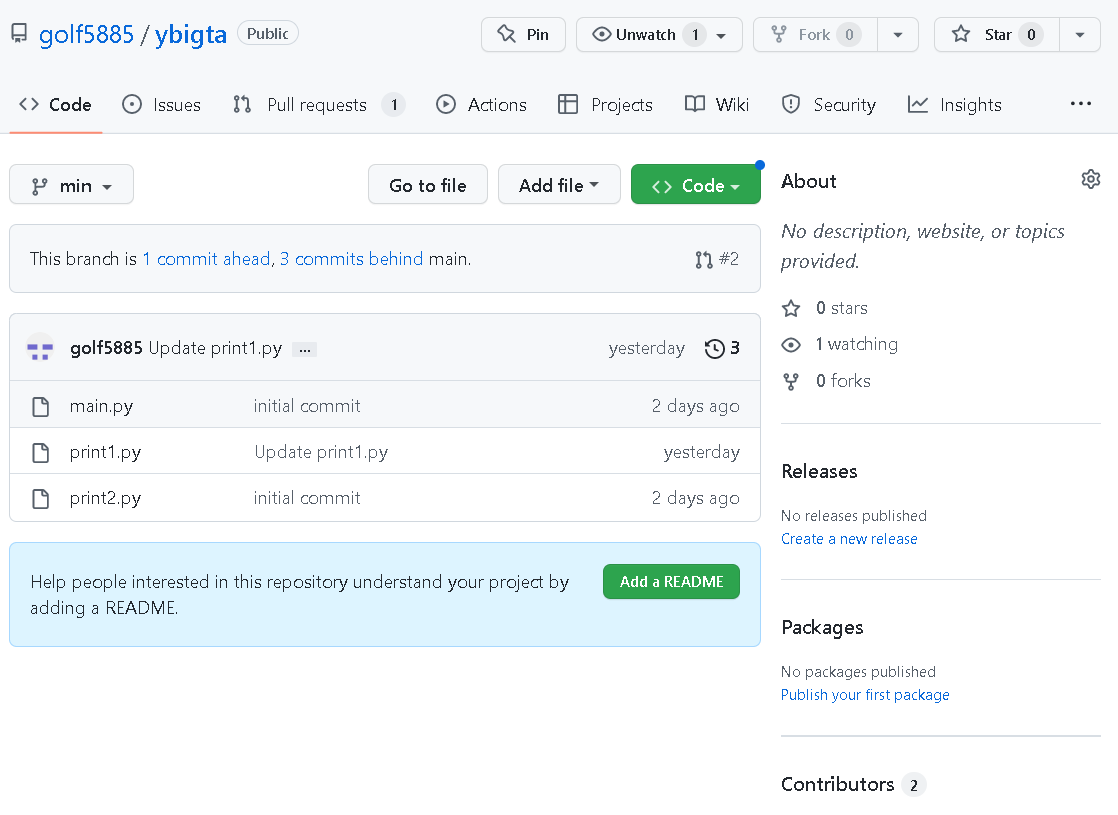 golf5885 / ybigta Public Pin Unwatch 1 Fork 0 Star 0
Code Issues Pull requests 1 Actions Projects Wiki Security Insights ...
min Go to file Add file Code
This branch is 1 commit ahead, 3 commits behind main. #2
golf5885 Update print1.py ... yesterday 3
main.py initial commit 2 days ago
print1.py Update print1.py yesterday
print2.py initial commit 2 days ago
Help people interested in this repository understand your project by
adding a README.
Add a README
About
No description, website, or topics
provided.
0 stars
1 watching
0 forks
Releases
No releases published
Create a new release
Packages
No packages published
Publish your first package
Contributors 2